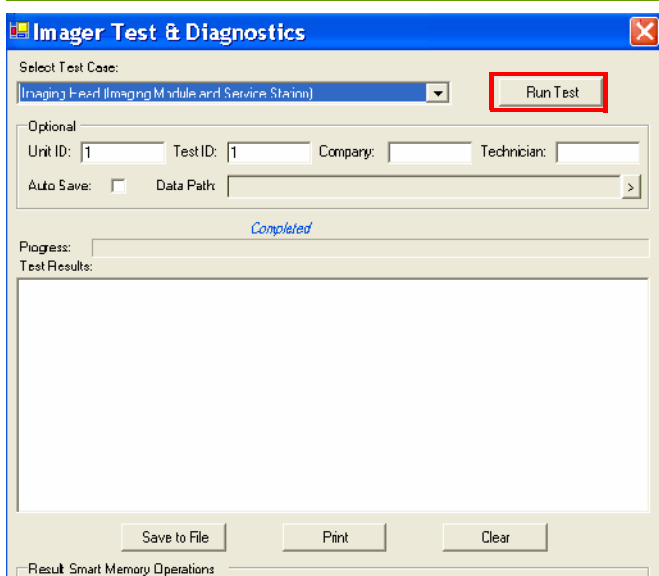 Imager Test & Diagnostics
Select Test Case:
Imaging Head (Imaging Module and Service Station)
Run Test
Optional
Unit ID: 1 Test ID: 1 Company: Technician:
Auto Save: Data Path: >
Completed
Progress:
Test Results:
Save to File Print Clear
Result Smart Memory Operations